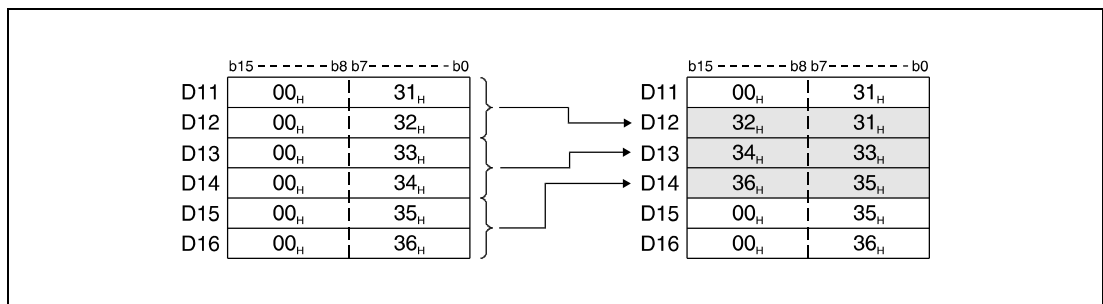 b15 ------- b8 b7 ------- b0 b15 ------- b8 b7 ------- b0
D11 00H 31H D11 00H 31H
D12 00H 32H D12 32H 31H
D13 00H 33H D13 34H 33H
D14 00H 34H D14 36H 35H
D15 00H 35H D15 00H 35H
D16 00H 36H D16 00H 36H